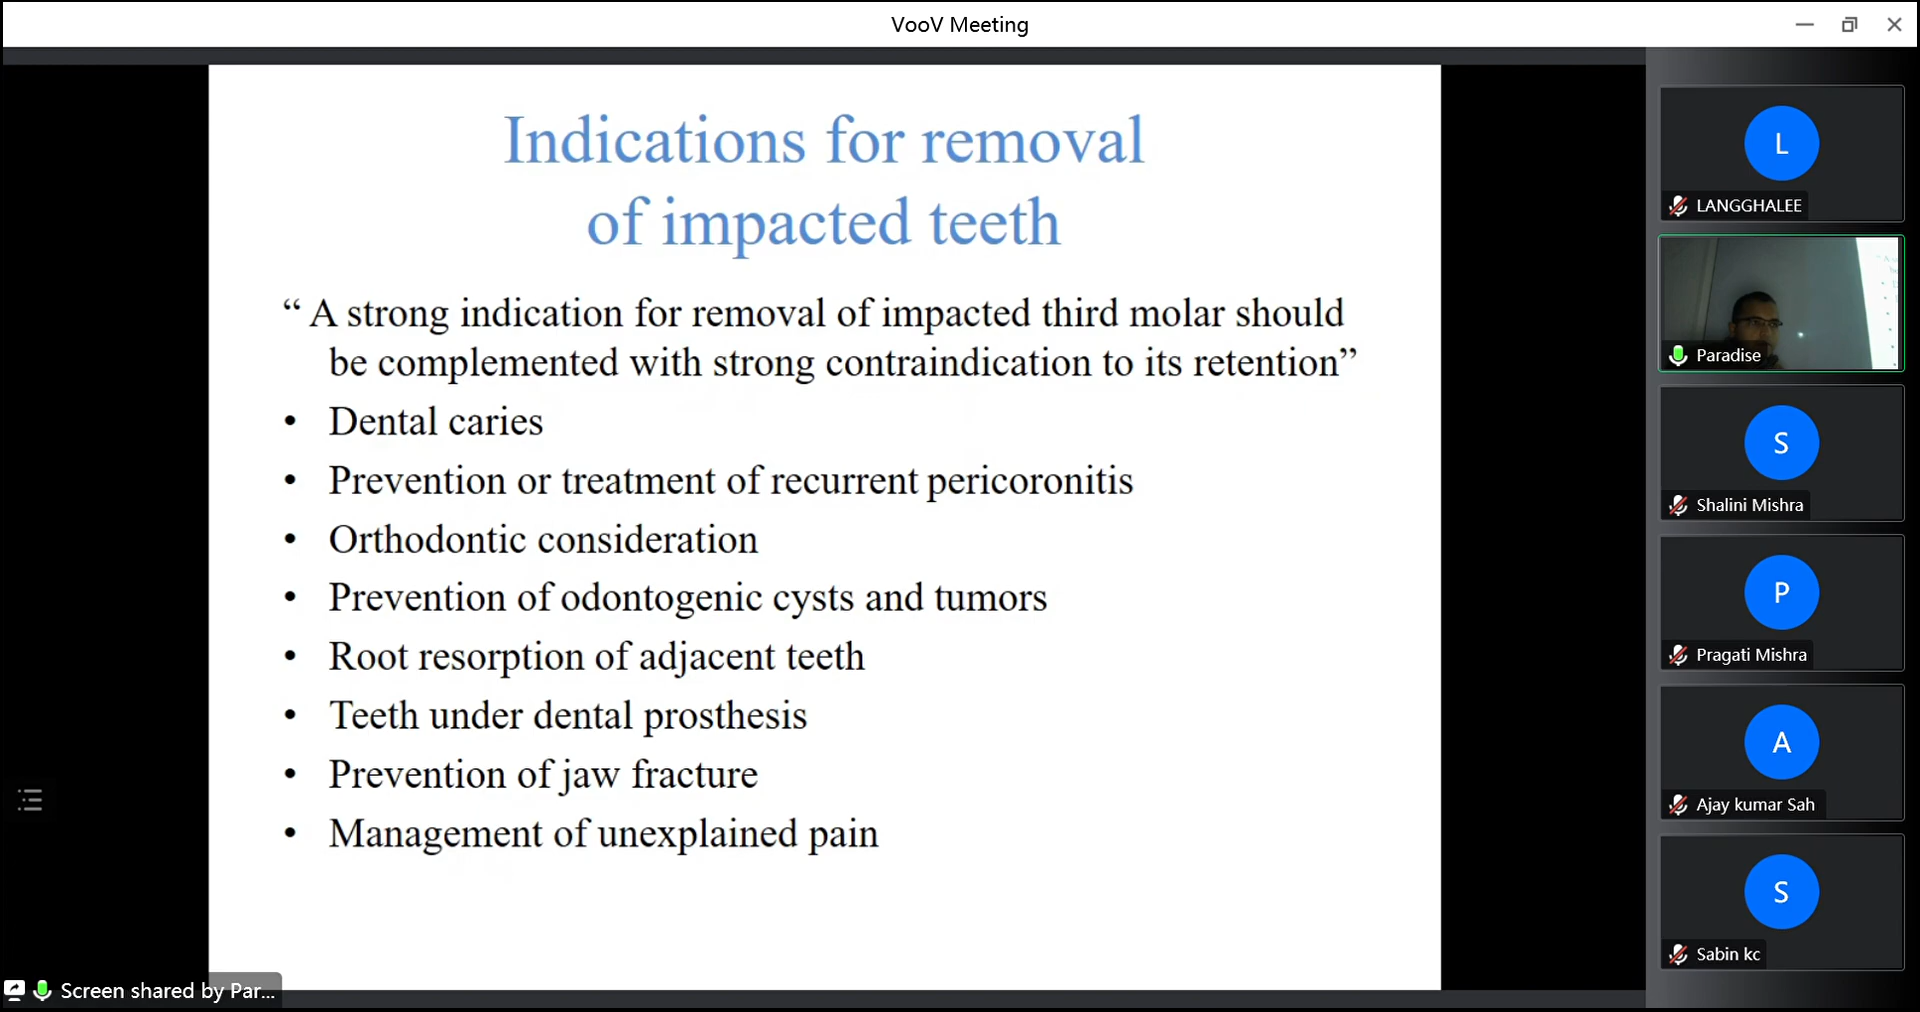 VooV Meeting
Indications for removal
of impacted teeth
“ A strong indication for removal of impacted third molar should
be complemented with strong contraindication to its retention”
• Dental caries
• Prevention or treatment of recurrent pericoronitis
• Orthodontic consideration
• Prevention of odontogenic cysts and tumors
• Root resorption of adjacent teeth
• Teeth under dental prosthesis
• Prevention of jaw fracture
• Management of unexplained pain
Screen shared by Par...
L
LANGGHALEE
Paradise
S
Shalini Mishra
P
Pragati Mishra
A
Ajay kumar Sah
S
Sabin kc